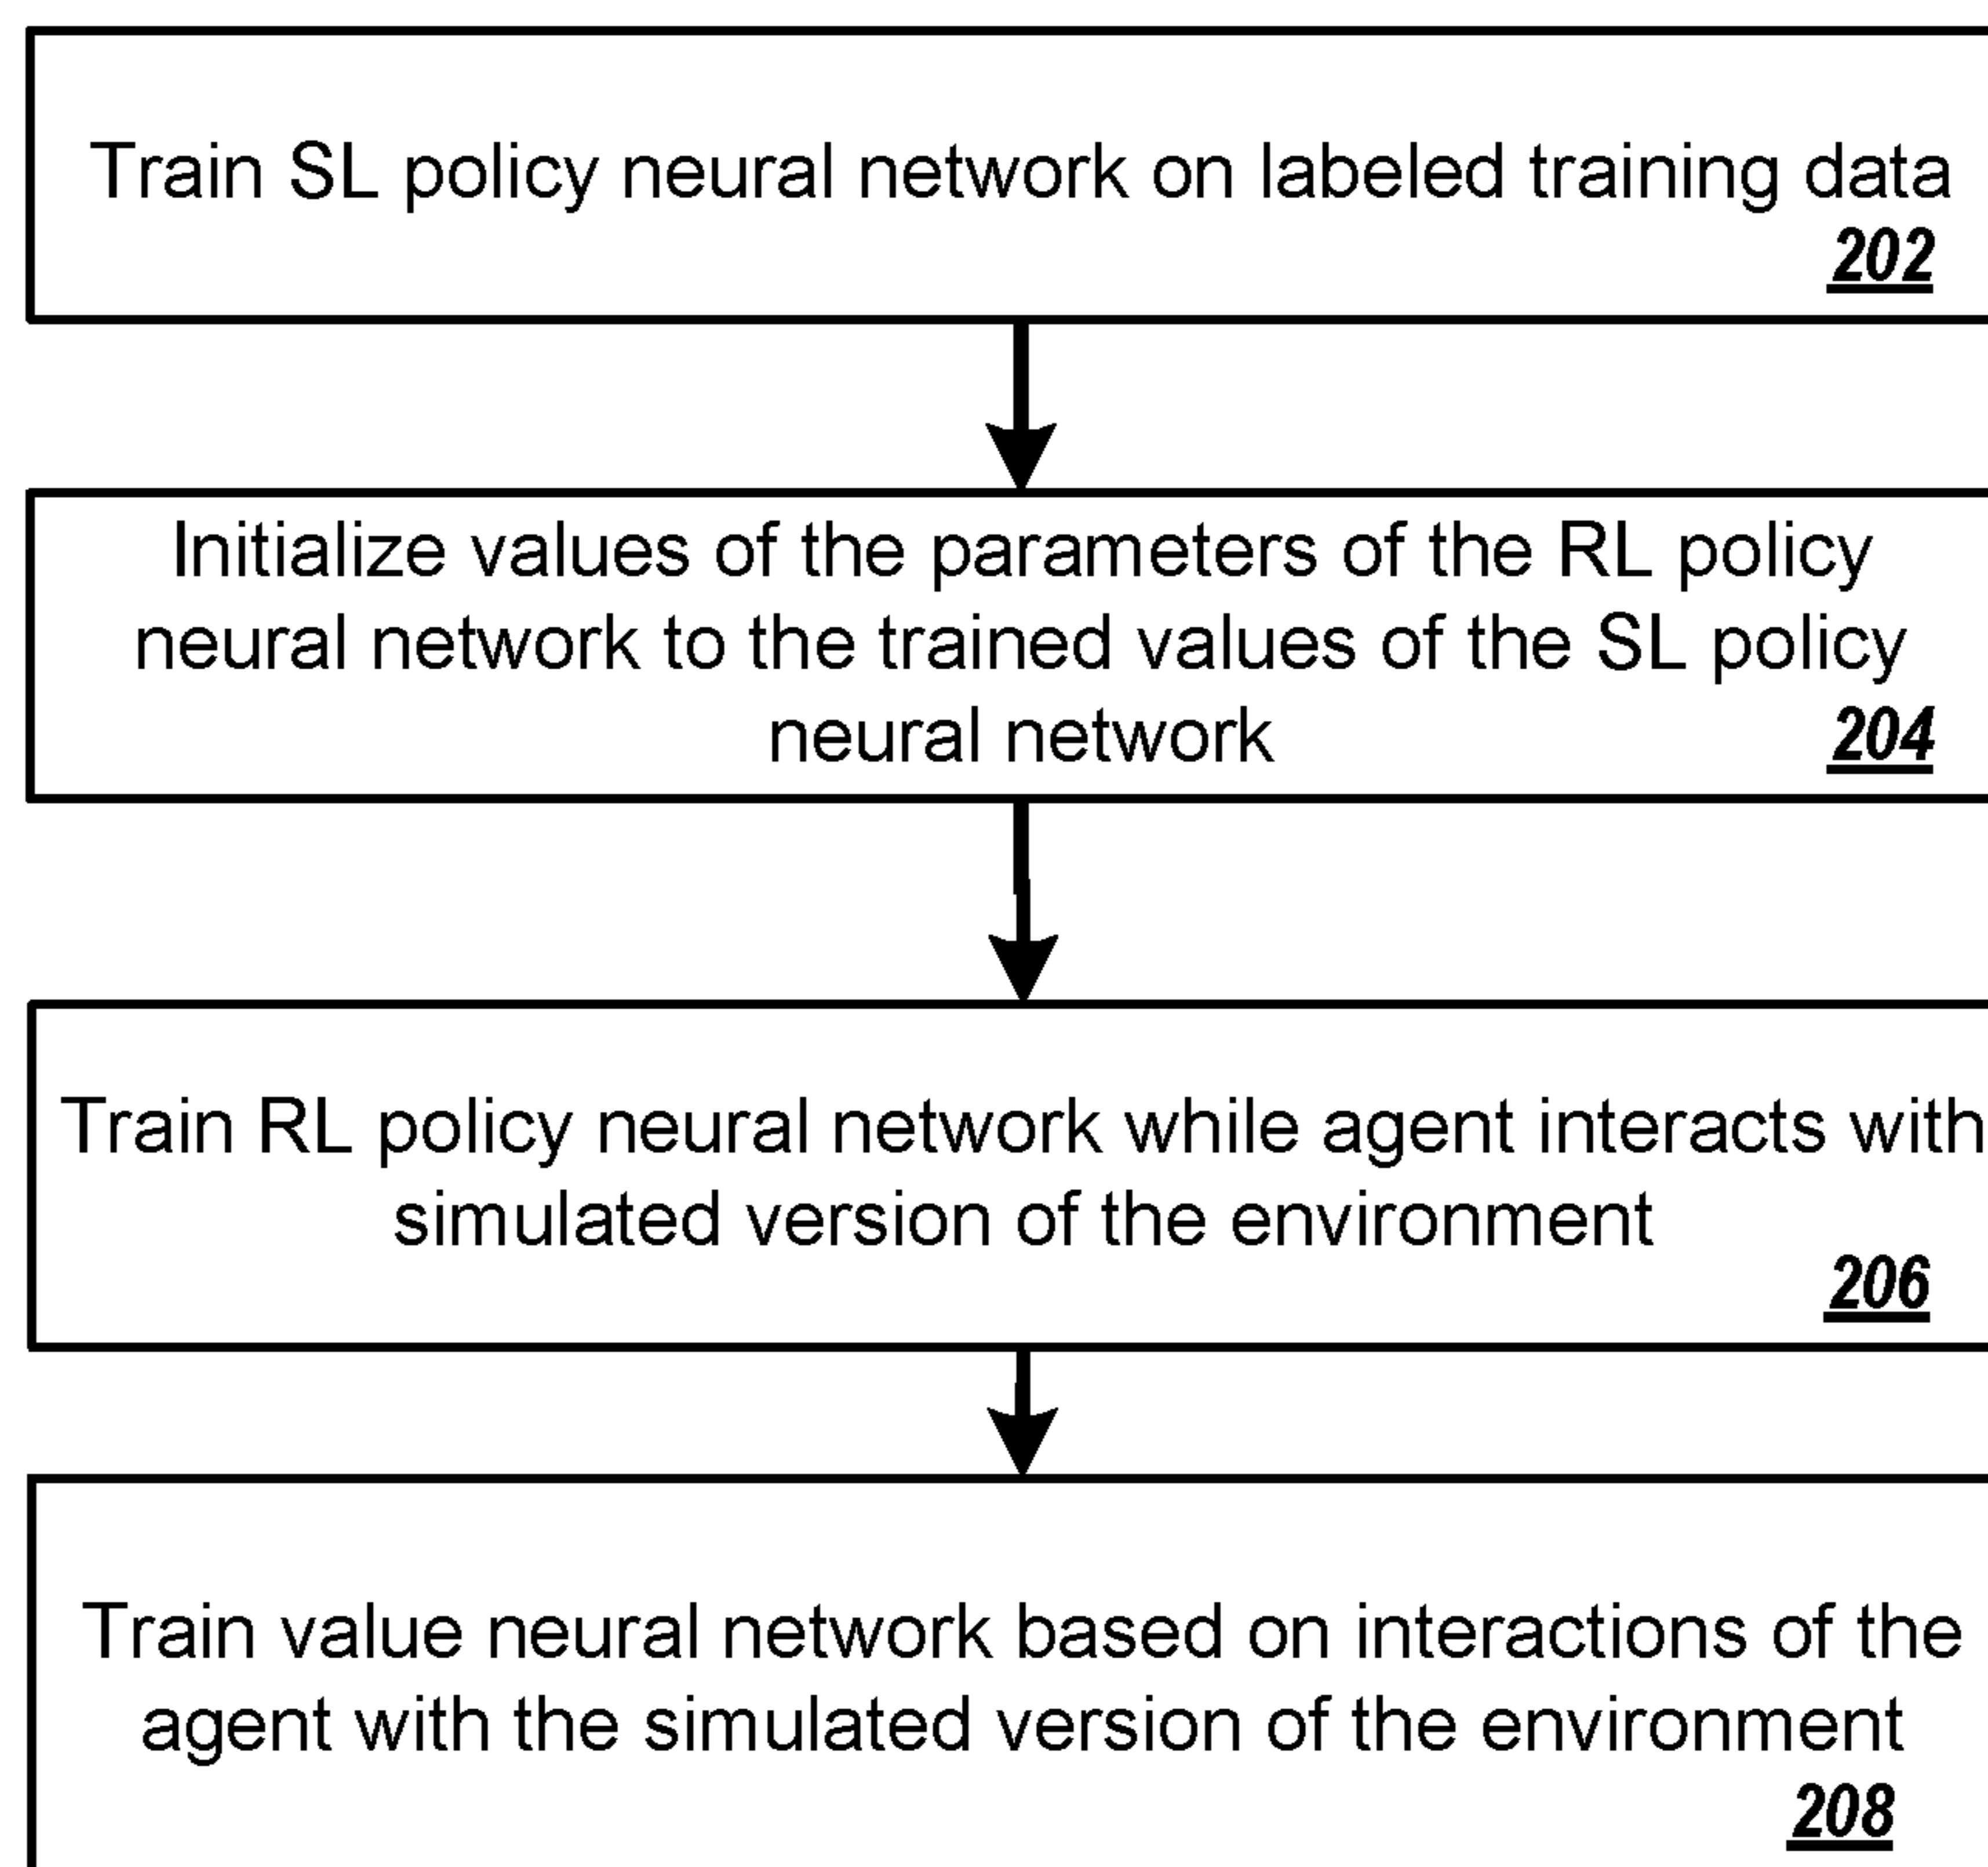 Train SL policy neural network on labeled training data
202
Initialize values of the parameters of the RL policy
neural network to the trained values of the SL policy
neural network
204
Train RL policy neural network while agent interacts with
simulated version of the environment
206
Train value neural network based on interactions of the
agent with the simulated version of the environment
208